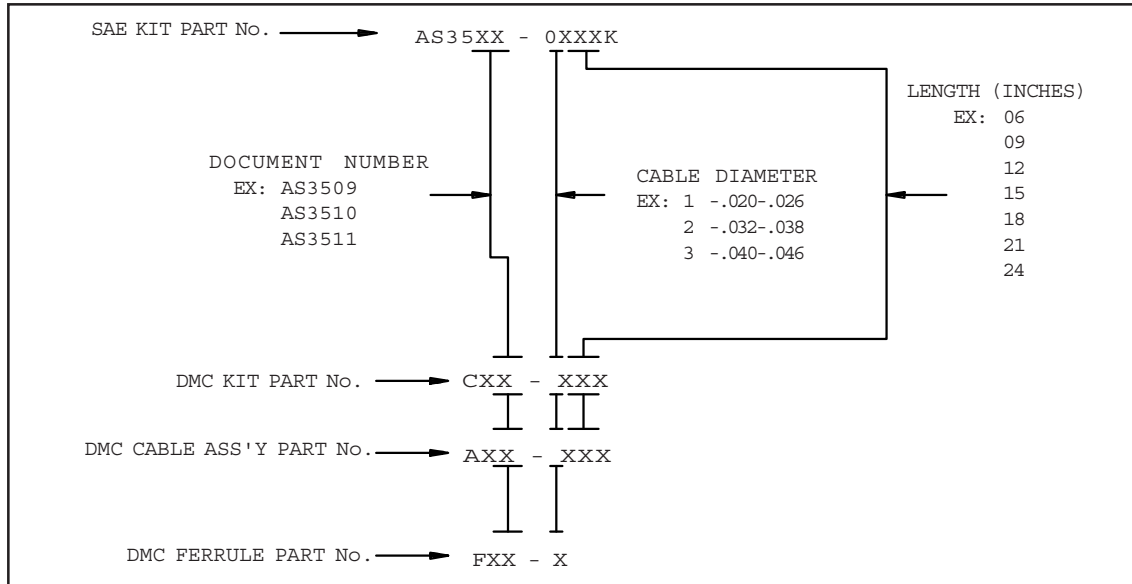 SAE KIT PART No.
AS35XX - 0XXXK
LENGTH (INCHES)
EX: 06
09
12
15
18
21
24
DOCUMENT NUMBER
EX: AS3509
AS3510
AS3511
CABLE DIAMETER
EX: 1 -.020-.026
2 -.032-.038
3 -.040-.046
DMC KIT PART No.
CXX - XXX
DMC CABLE ASS'Y PART No.
AXX - XXX
DMC FERRULE PART No.
FXX - X